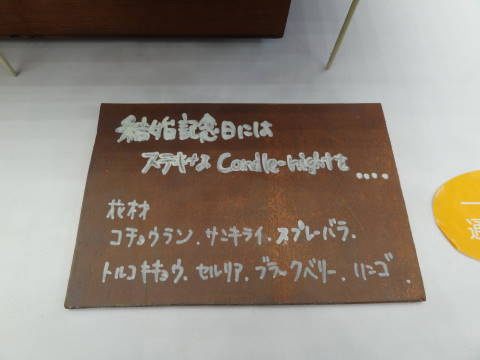 結婚記念日には
ステキな Candle-nightを....
花材
コチョウラン、サンキライ、スプレーバラ、
トルコキキョウ、セルリア、ブラックベリー、リンゴ
通